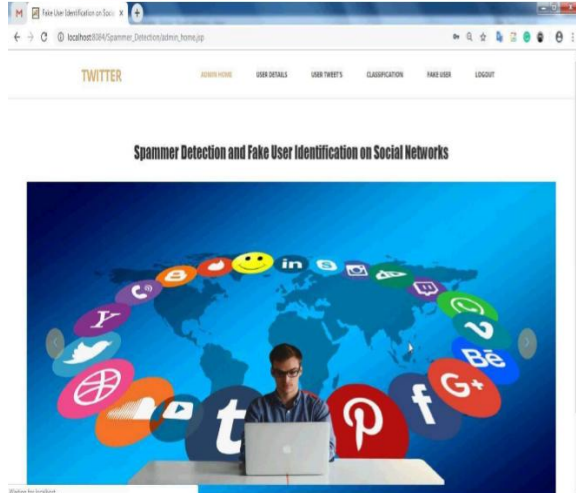 Fake User Identification on Soci
localhost:8084/Spammer_Detection/admin_home.jsp
TWITTER
ADMIN HOME USER DETAILS USER TWEET'S CLASSIFICATION FAKE USER LOGOUT
Spammer Detection and Fake User Identification on Social Networks
in
Y
t
f
G+
Bē
Waiting for localhost